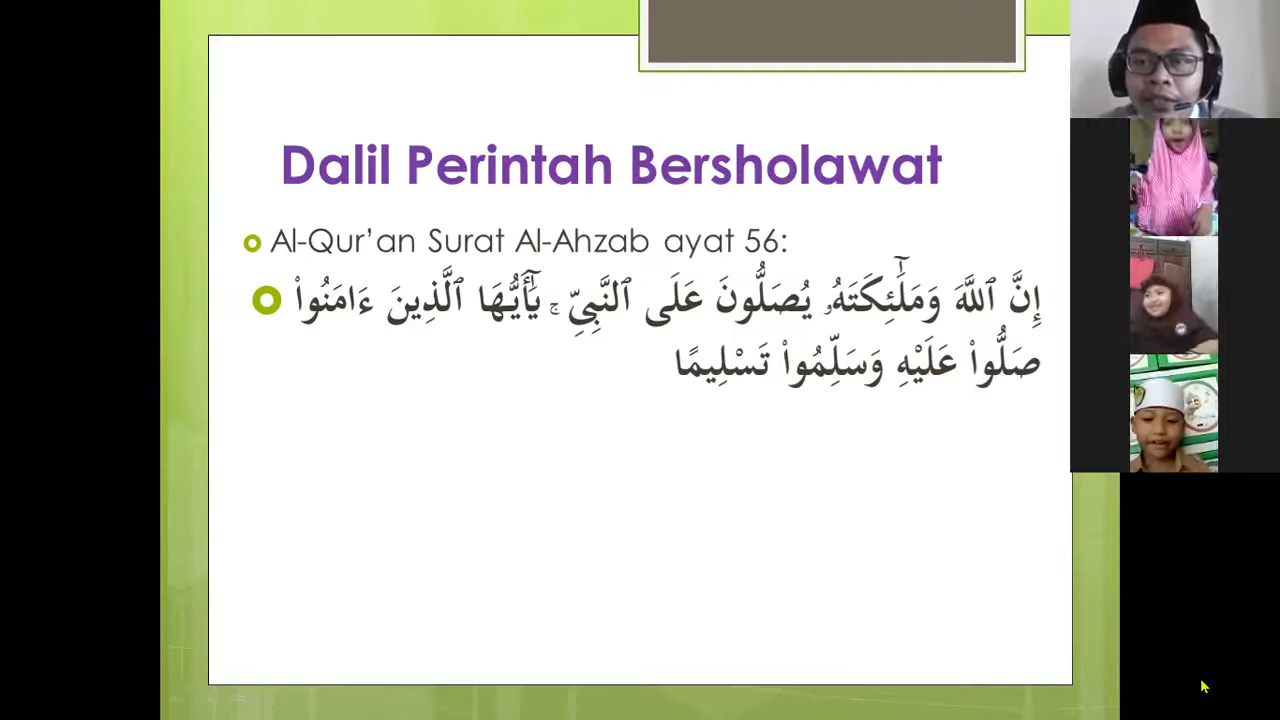 Dalil Perintah Bersholawat
Al-Qur’an Surat Al-Ahzab ayat 56:
إِنَّ ٱللَّهَ وَمَلَٰٓئِكَتَهُۥ يُصَلُّونَ عَلَى ٱلنَّبِىِّ ۚ يَٰٓأَيُّهَا ٱلَّذِينَ ءَامَنُوا۟
صَلُّوا۟ عَلَيْهِ وَسَلِّمُوا۟ تَسْلِيمًا